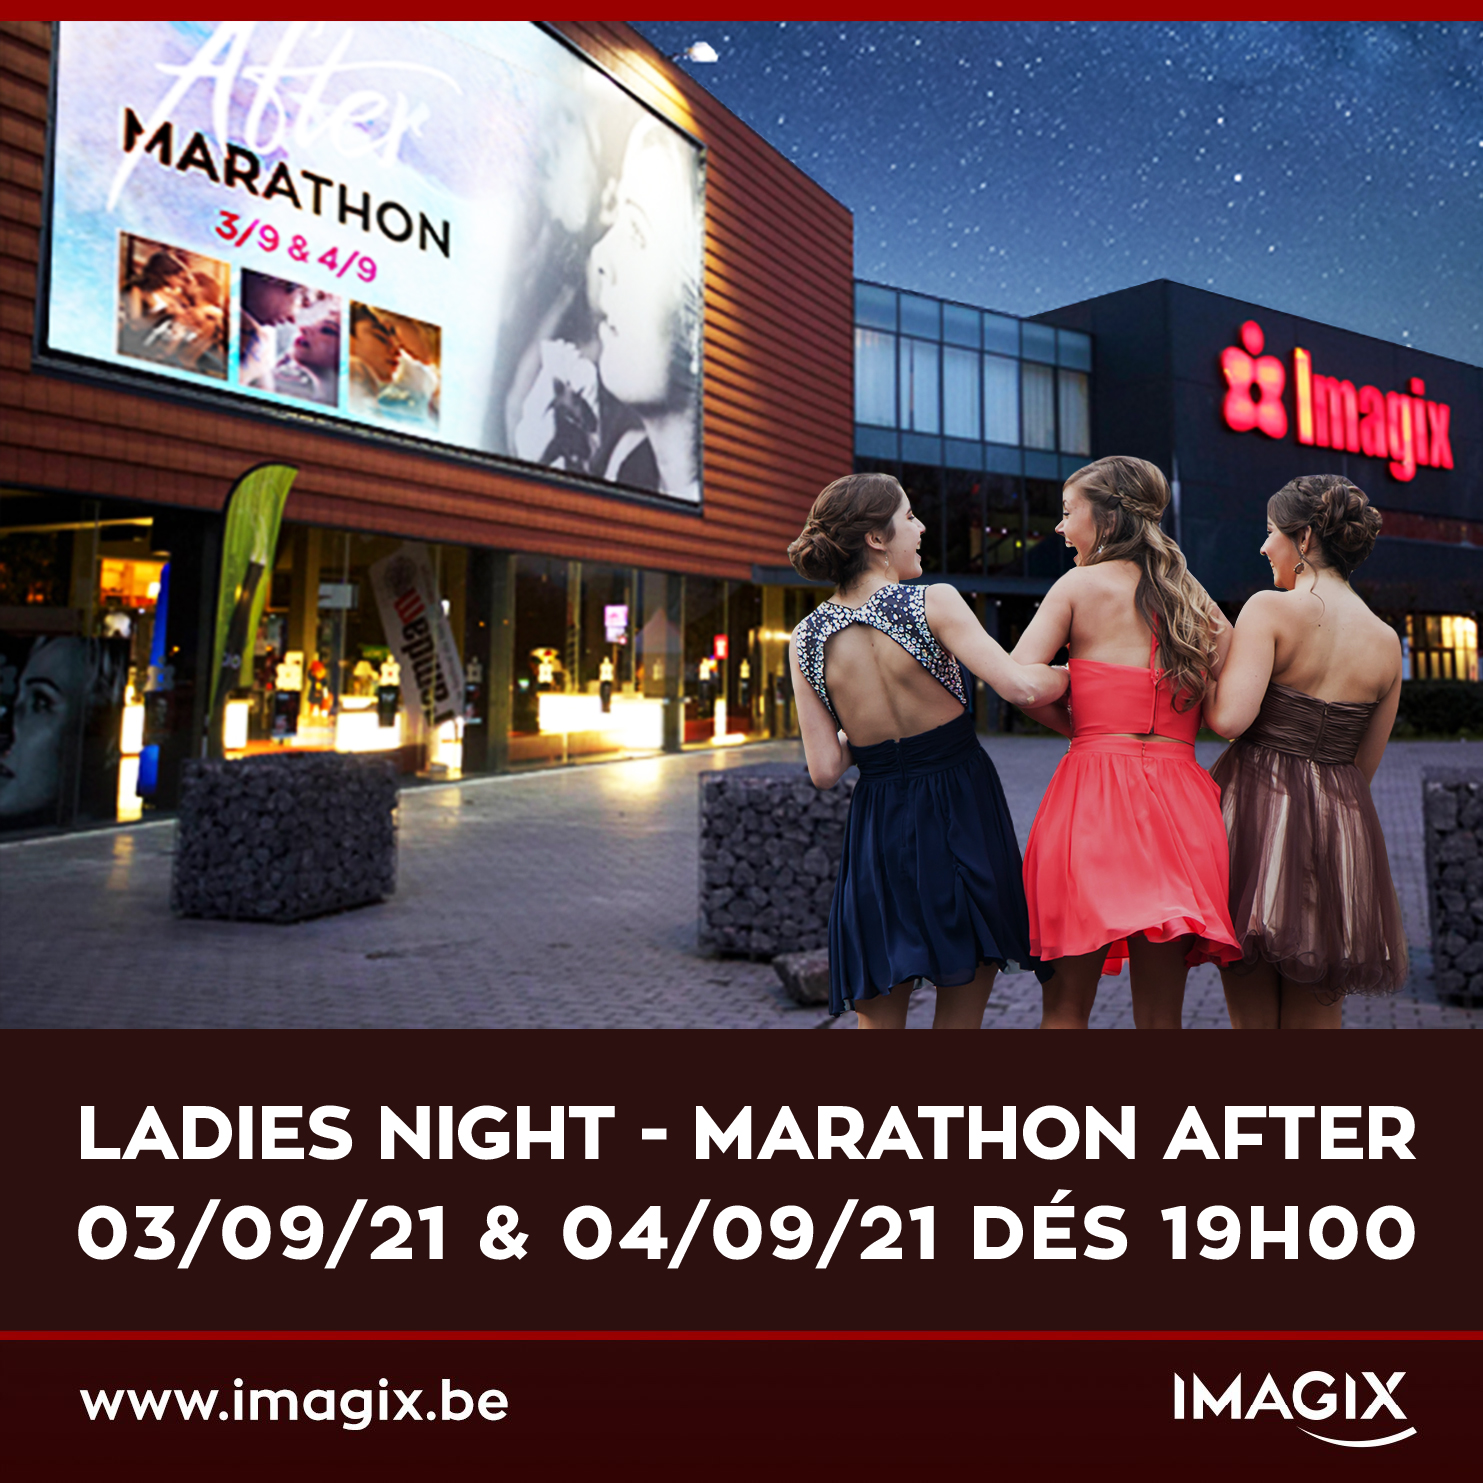 After
MARATHON
3/9 & 4/9
Imagix
LADIES NIGHT - MARATHON AFTER
03/09/21 & 04/09/21 DÉS 19H00
www.imagix.be
IMAGIX